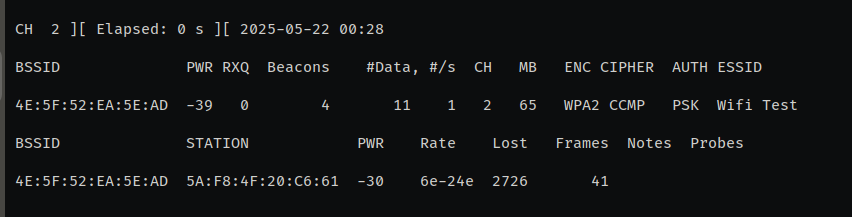 CH 2 ][ Elapsed: 0 s ][ 2025-05-22 00:28
BSSID PWR RXQ Beacons #Data, #/s CH MB ENC CIPHER AUTH ESSID
4E:5F:52:EA:5E:AD -39 0 4 11 1 2 65 WPA2 CCMP PSK Wifi Test
BSSID STATION PWR Rate Lost Frames Notes Probes
4E:5F:52:EA:5E:AD 5A:F8:4F:20:C6:61 -30 6e-24e 2726 41